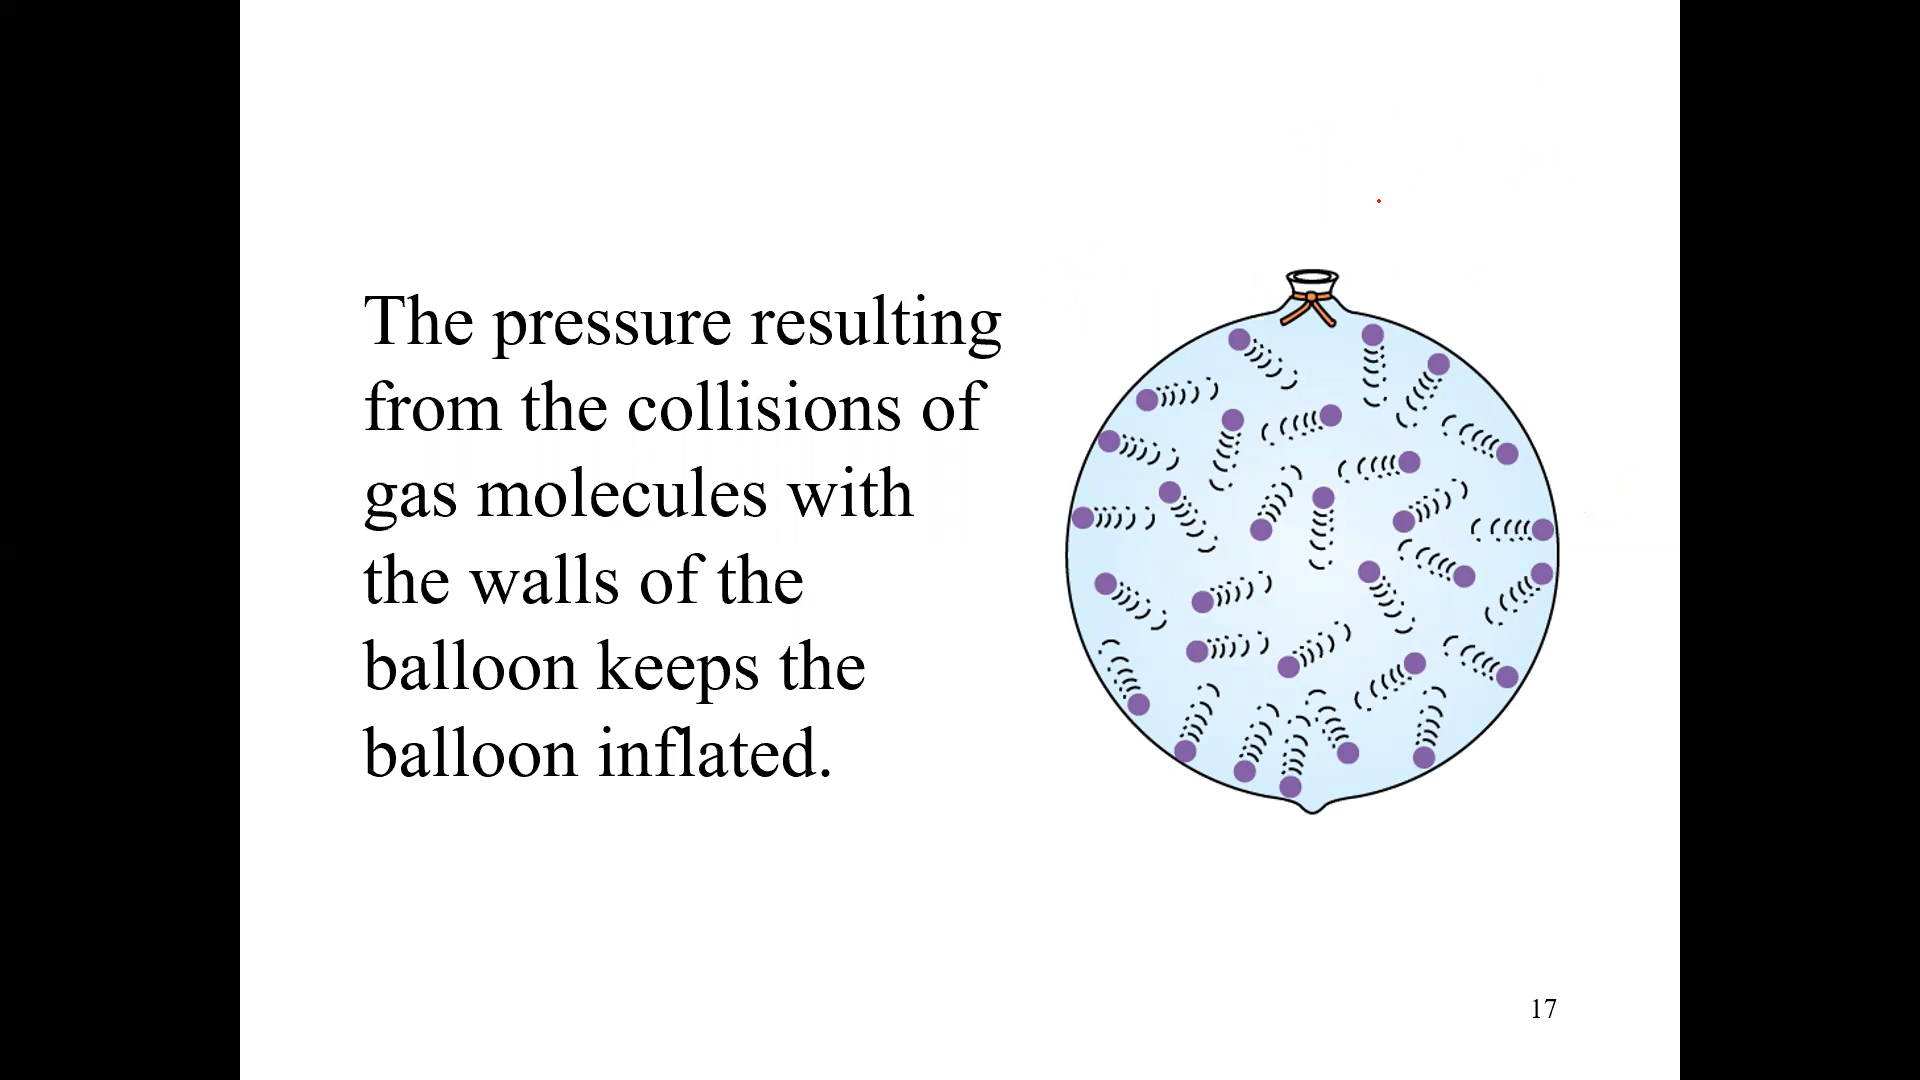 The pressure resulting
from the collisions of
gas molecules with
the walls of the
balloon keeps the
balloon inflated.
17